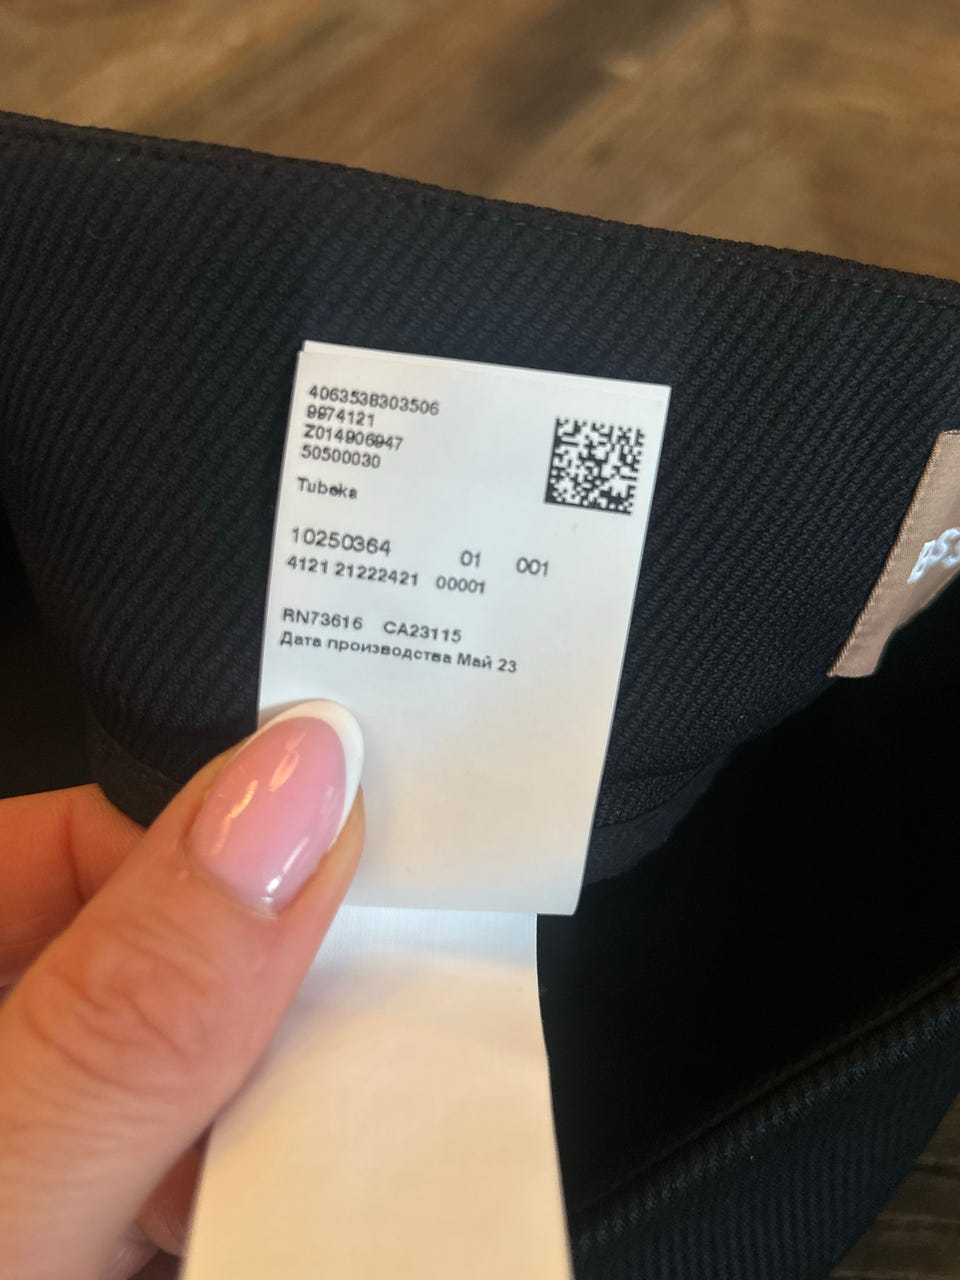 4063538303506
9974121
Z014906947
50500030
Tubeka
10250364 01 001
4121 21222421 00001
RN73616 CA23115
Дата производства Май 23